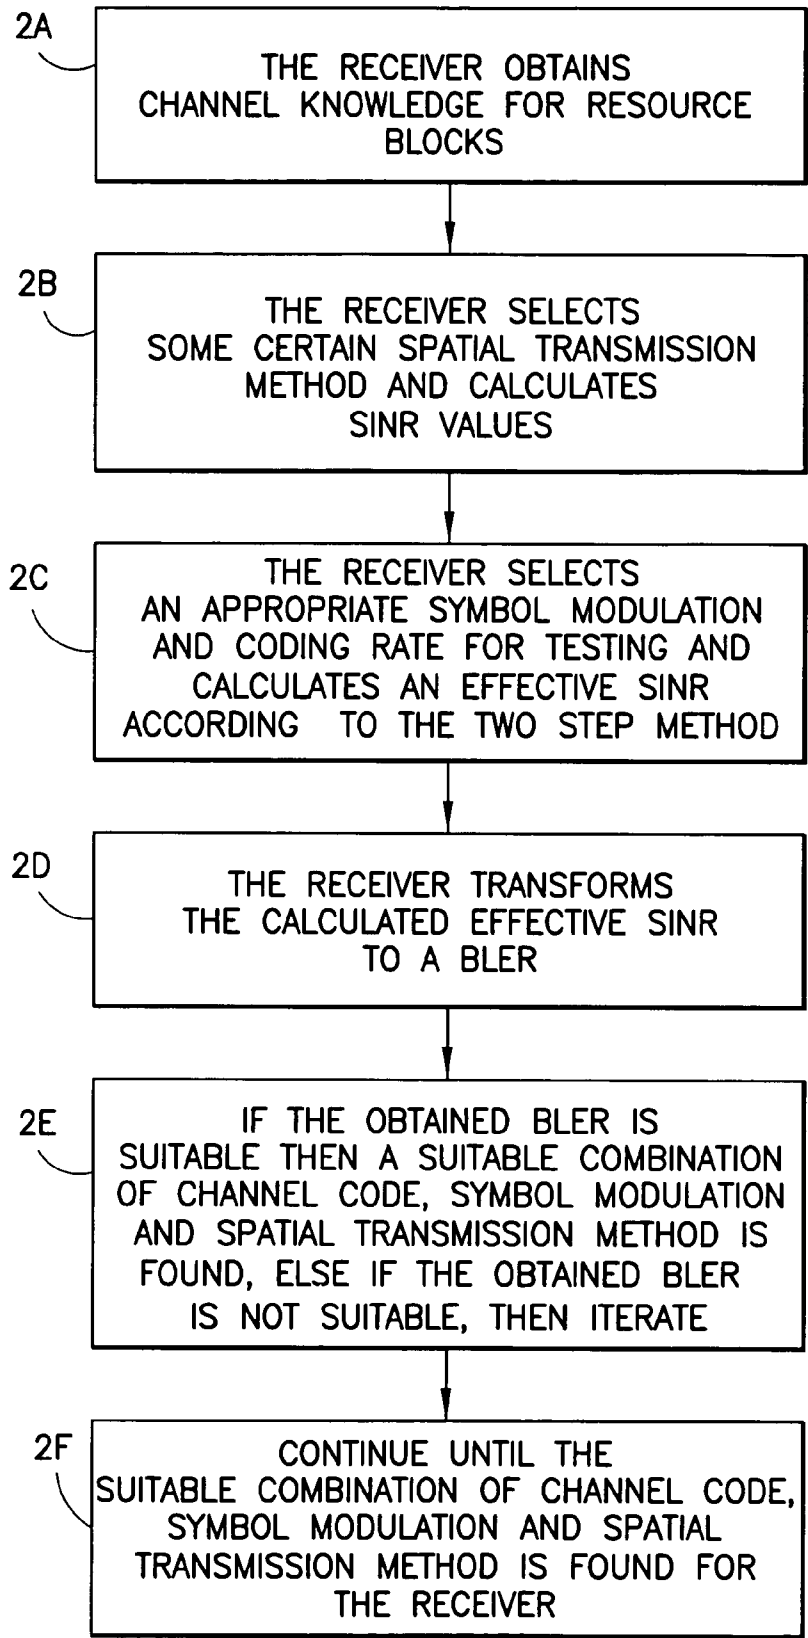 2A
THE RECEIVER OBTAINS
CHANNEL KNOWLEDGE FOR RESOURCE
BLOCKS
2B
THE RECEIVER SELECTS
SOME CERTAIN SPATIAL TRANSMISSION
METHOD AND CALCULATES
SINR VALUES
2C
THE RECEIVER SELECTS
AN APPROPRIATE SYMBOL MODULATION
AND CODING RATE FOR TESTING AND
CALCULATES AN EFFECTIVE SINR
ACCORDING TO THE TWO STEP METHOD
2D
THE RECEIVER TRANSFORMS
THE CALCULATED EFFECTIVE SINR
TO A BLER
2E
IF THE OBTAINED BLER IS
SUITABLE THEN A SUITABLE COMBINATION
OF CHANNEL CODE, SYMBOL MODULATION
AND SPATIAL TRANSMISSION METHOD IS
FOUND, ELSE IF THE OBTAINED BLER
IS NOT SUITABLE, THEN ITERATE
2F
CONTINUE UNTIL THE
SUITABLE COMBINATION OF CHANNEL CODE,
SYMBOL MODULATION AND SPATIAL
TRANSMISSION METHOD IS FOUND FOR
THE RECEIVER